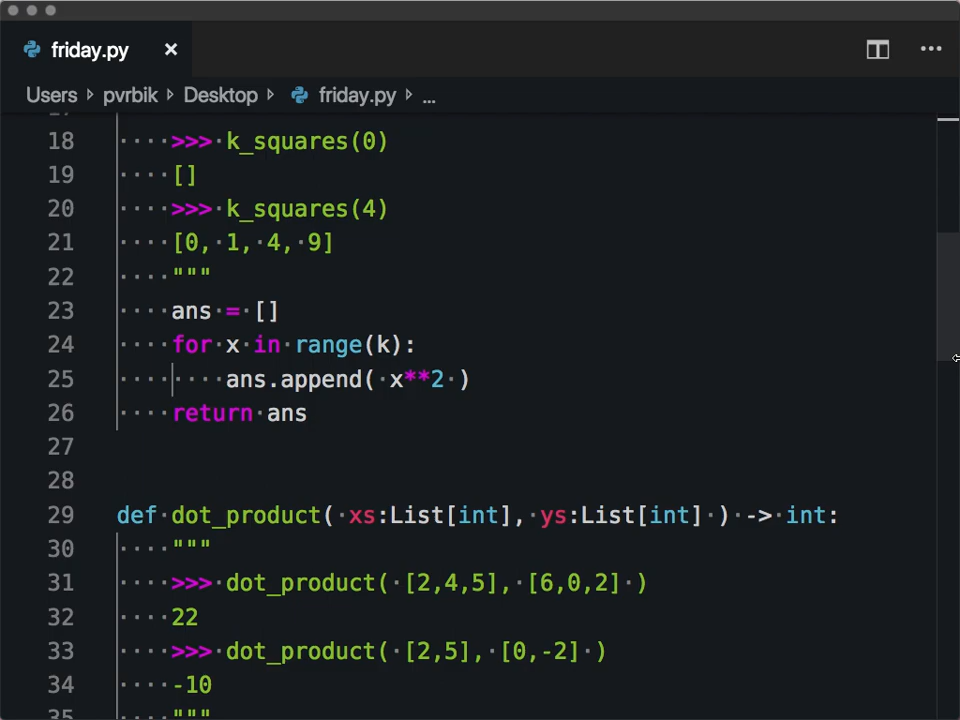 friday.py ×
Users pvrbik Desktop friday.py ...
18 >>> k_squares(0)
19 []
20 >>> k_squares(4)
21 [0, 1, 4, 9]
22 """
23 ans = []
24 for x in range(k):
25 ans.append( x**2 )
26 return ans
27
28
29 def dot_product( xs:List[int], ys:List[int] ) -> int:
30 """
31 >>> dot_product( [2,4,5], [6,0,2] )
32 22
33 >>> dot_product( [2,5], [0,-2] )
34 -10
35 """